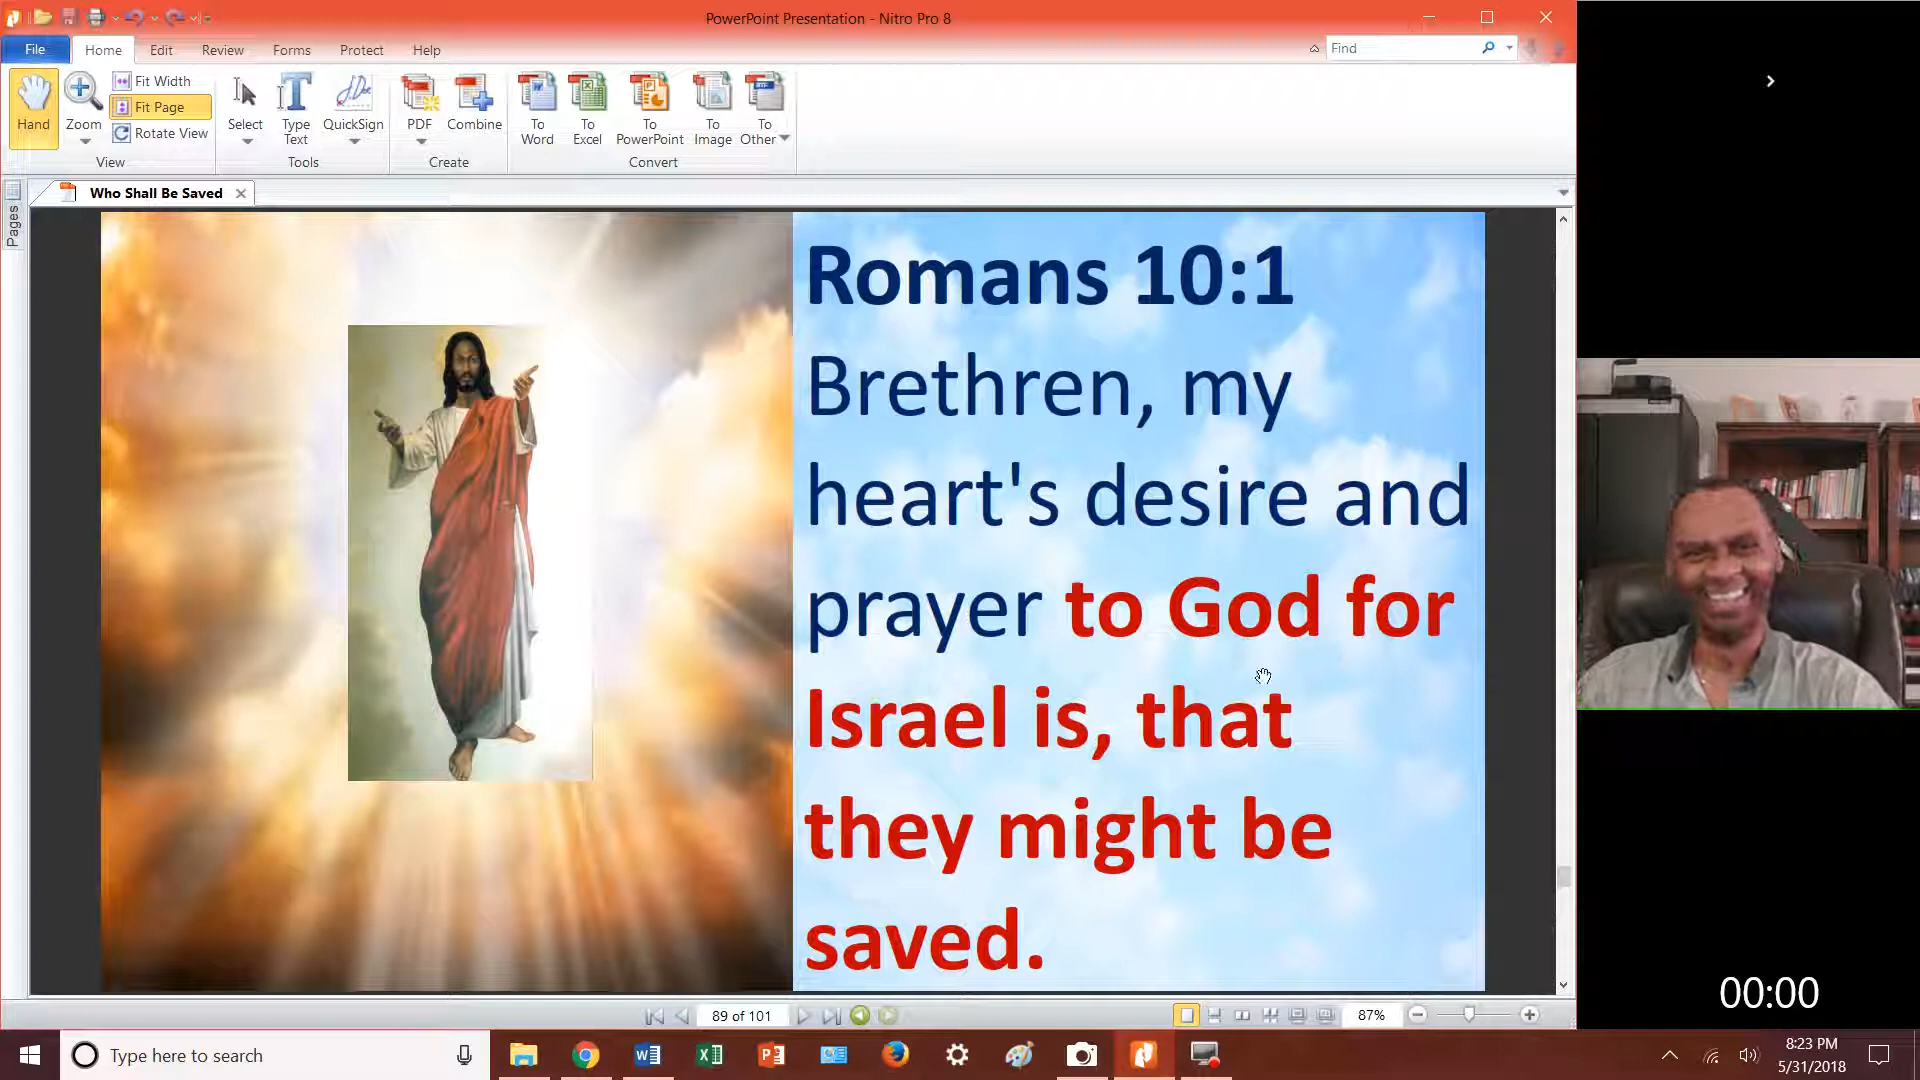 PowerPoint Presentation - Nitro Pro 8
File
Home
Edit
Review
Forms
Protect
Help
Find
Hand
Zoom
Fit Width
Fit Page
Rotate View
View
Select
Type
Text
QuickSign
Tools
PDF
Combine
Create
To
Word
To
Excel
To
PowerPoint
To
Image
To
Other
Convert
Pages
Who Shall Be Saved
Romans 10:1
Brethren, my
heart's desire and
prayer to God for
Israel is, that
they might be
saved.
89 of 101
87%
00:00
Type here to search
8:23 PM
5/31/2018